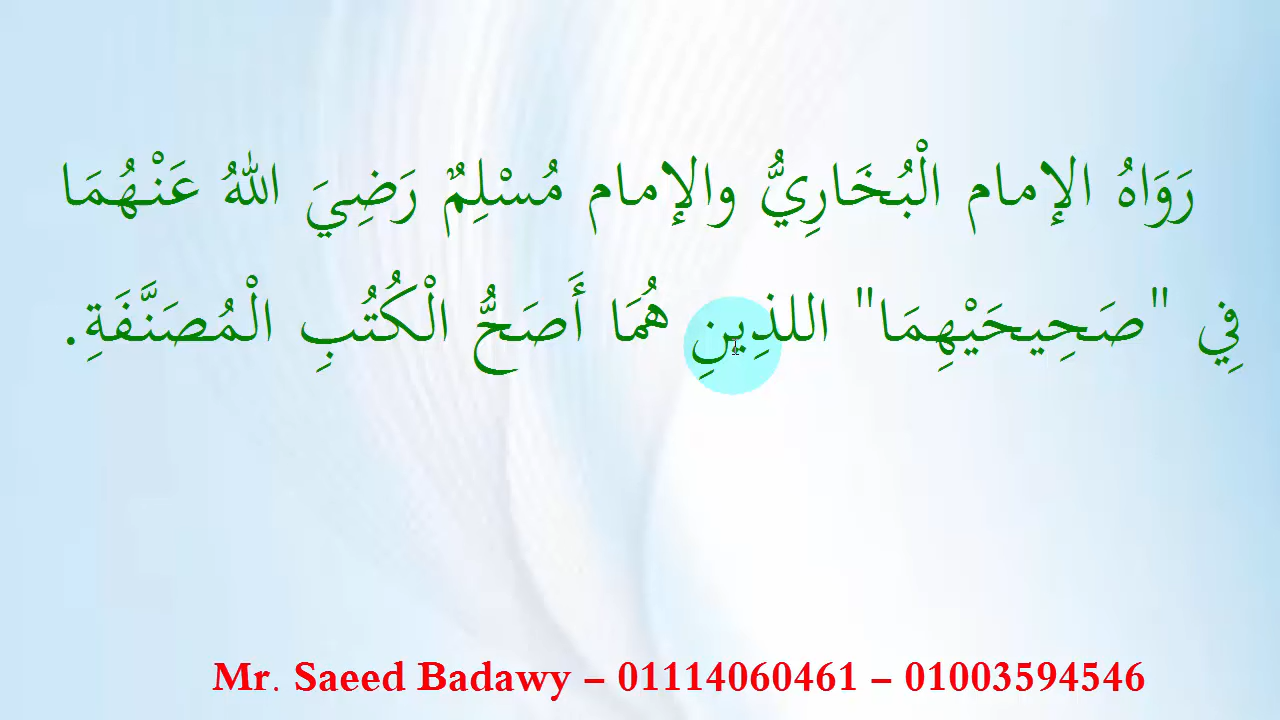 رَوَاهُ الإمام الْبُخَارِيُّ والإمام مُسْلِمٌ رَضِيَ اللهُ عَنْهُمَا
فِي "صَحِيحَيْهِمَا" اللذِينِ هُمَا أَصَحُّ الْكُتُبِ الْمُصَنَّفَةِ.
Mr. Saeed Badawy – 01114060461 – 01003594546